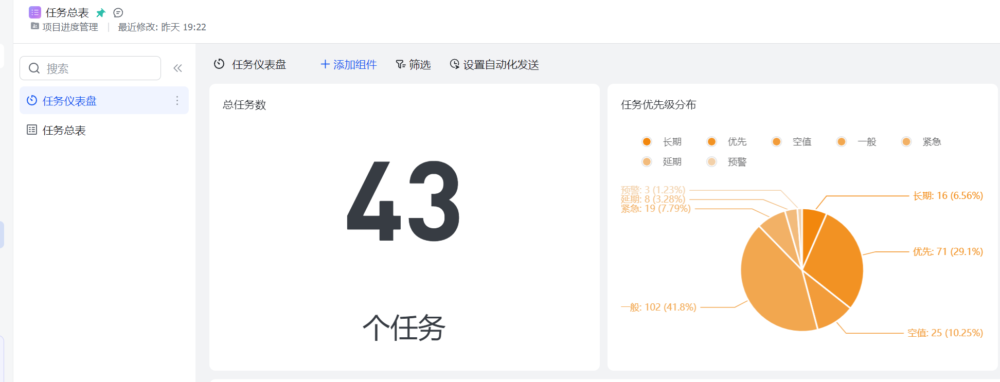 任务总表
项目进度管理 | 最近修改: 昨天 19:22
搜索
任务仪表盘
任务总表
任务仪表盘
添加组件
筛选
设置自动化发送
总任务数
43
个任务
任务优先级分布
长期 优先 空值 一般 紧急
延期 预警
预警: 3 (1.23%)
延期: 8 (3.28%)
紧急: 19 (7.79%)
长期: 16 (6.56%)
优先: 71 (29.1%)
一般: 102 (41.8%)
空值: 25 (10.25%)